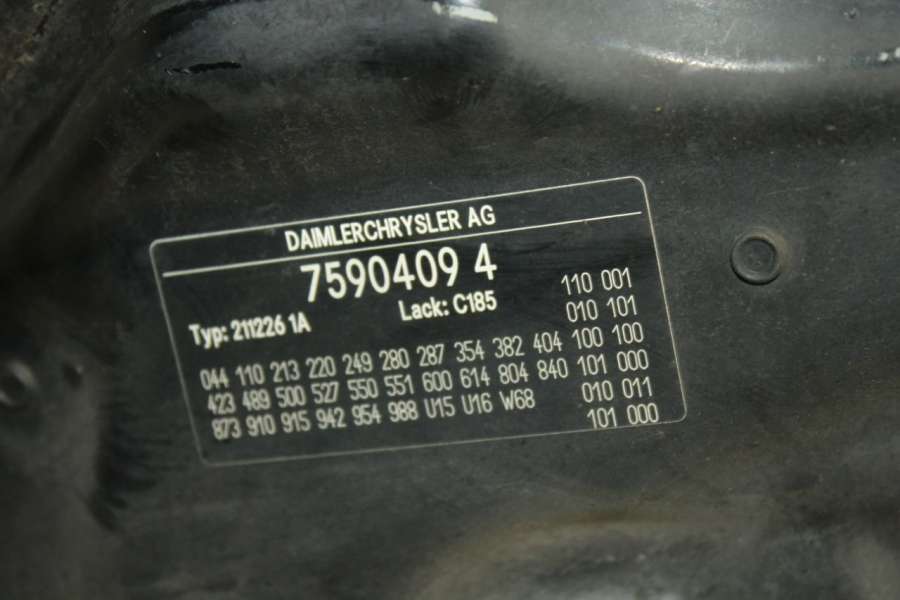 DAIMLERCHRYSLER AG
7590409 4
Typ: 211226 1A
Lack: C185
110 001
010 101
044 110 213 220 249 280 287 354 382 404 100 100
423 489 500 527 550 551 600 614 804 840 101 000
873 910 915 942 954 988 U15 U16 W68 010 011
101 000